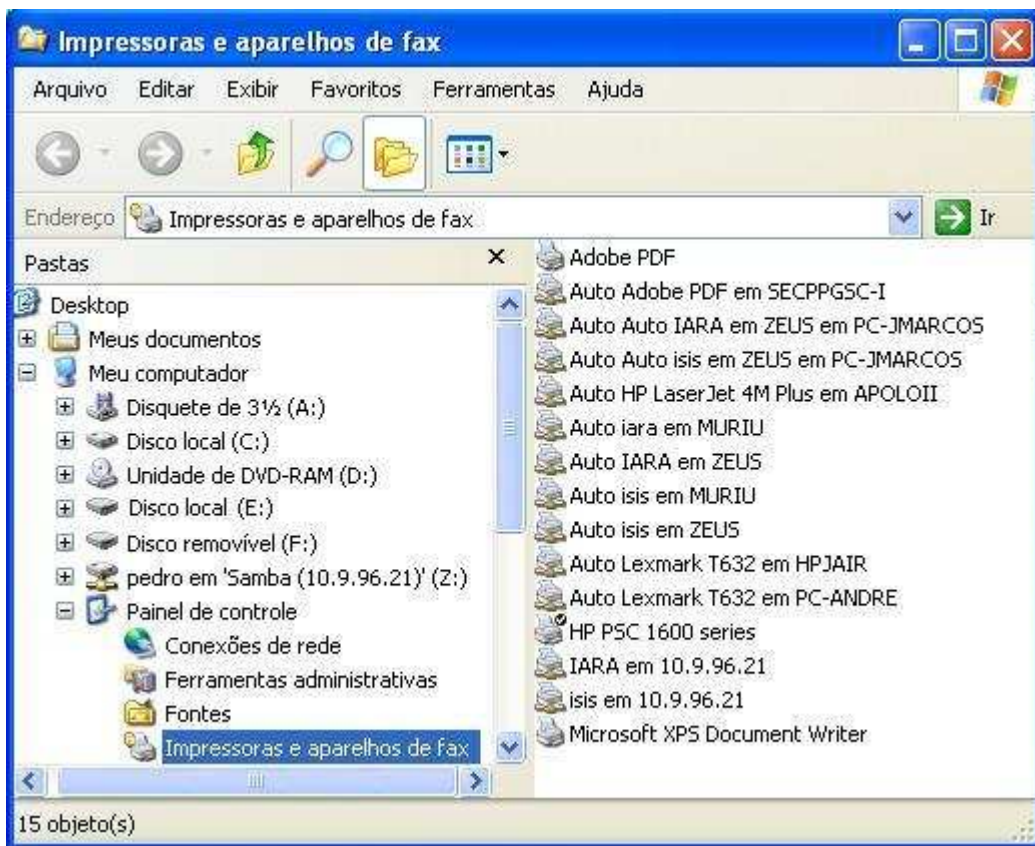 Impressoras e aparelhos de fax
Arquivo Editar Exibir Favoritos Ferramentas Ajuda
Endereço Impressoras e aparelhos de fax Ir
Pastas
Desktop
Meus documentos
Meu computador
Disquete de 3½ (A:)
Disco local (C:)
Unidade de DVD-RAM (D:)
Disco local (E:)
Disco removível (F:)
pedro em 'Samba (10.9.96.21)' (Z:)
Painel de controle
Conexões de rede
Ferramentas administrativas
Fontes
Impressoras e aparelhos de fax
Adobe PDF
Auto Adobe PDF em SECPPGSC-I
Auto Auto IARA em ZEUS em PC-JMARCOS
Auto Auto isis em ZEUS em PC-JMARCOS
Auto HP LaserJet 4M Plus em APOLOII
Auto iara em MURIU
Auto IARA em ZEUS
Auto isis em MURIU
Auto isis em ZEUS
Auto Lexmark T632 em HPJAIR
Auto Lexmark T632 em PC-ANDRE
HP PSC 1600 series
IARA em 10.9.96.21
isis em 10.9.96.21
Microsoft XPS Document Writer
15 objeto(s)